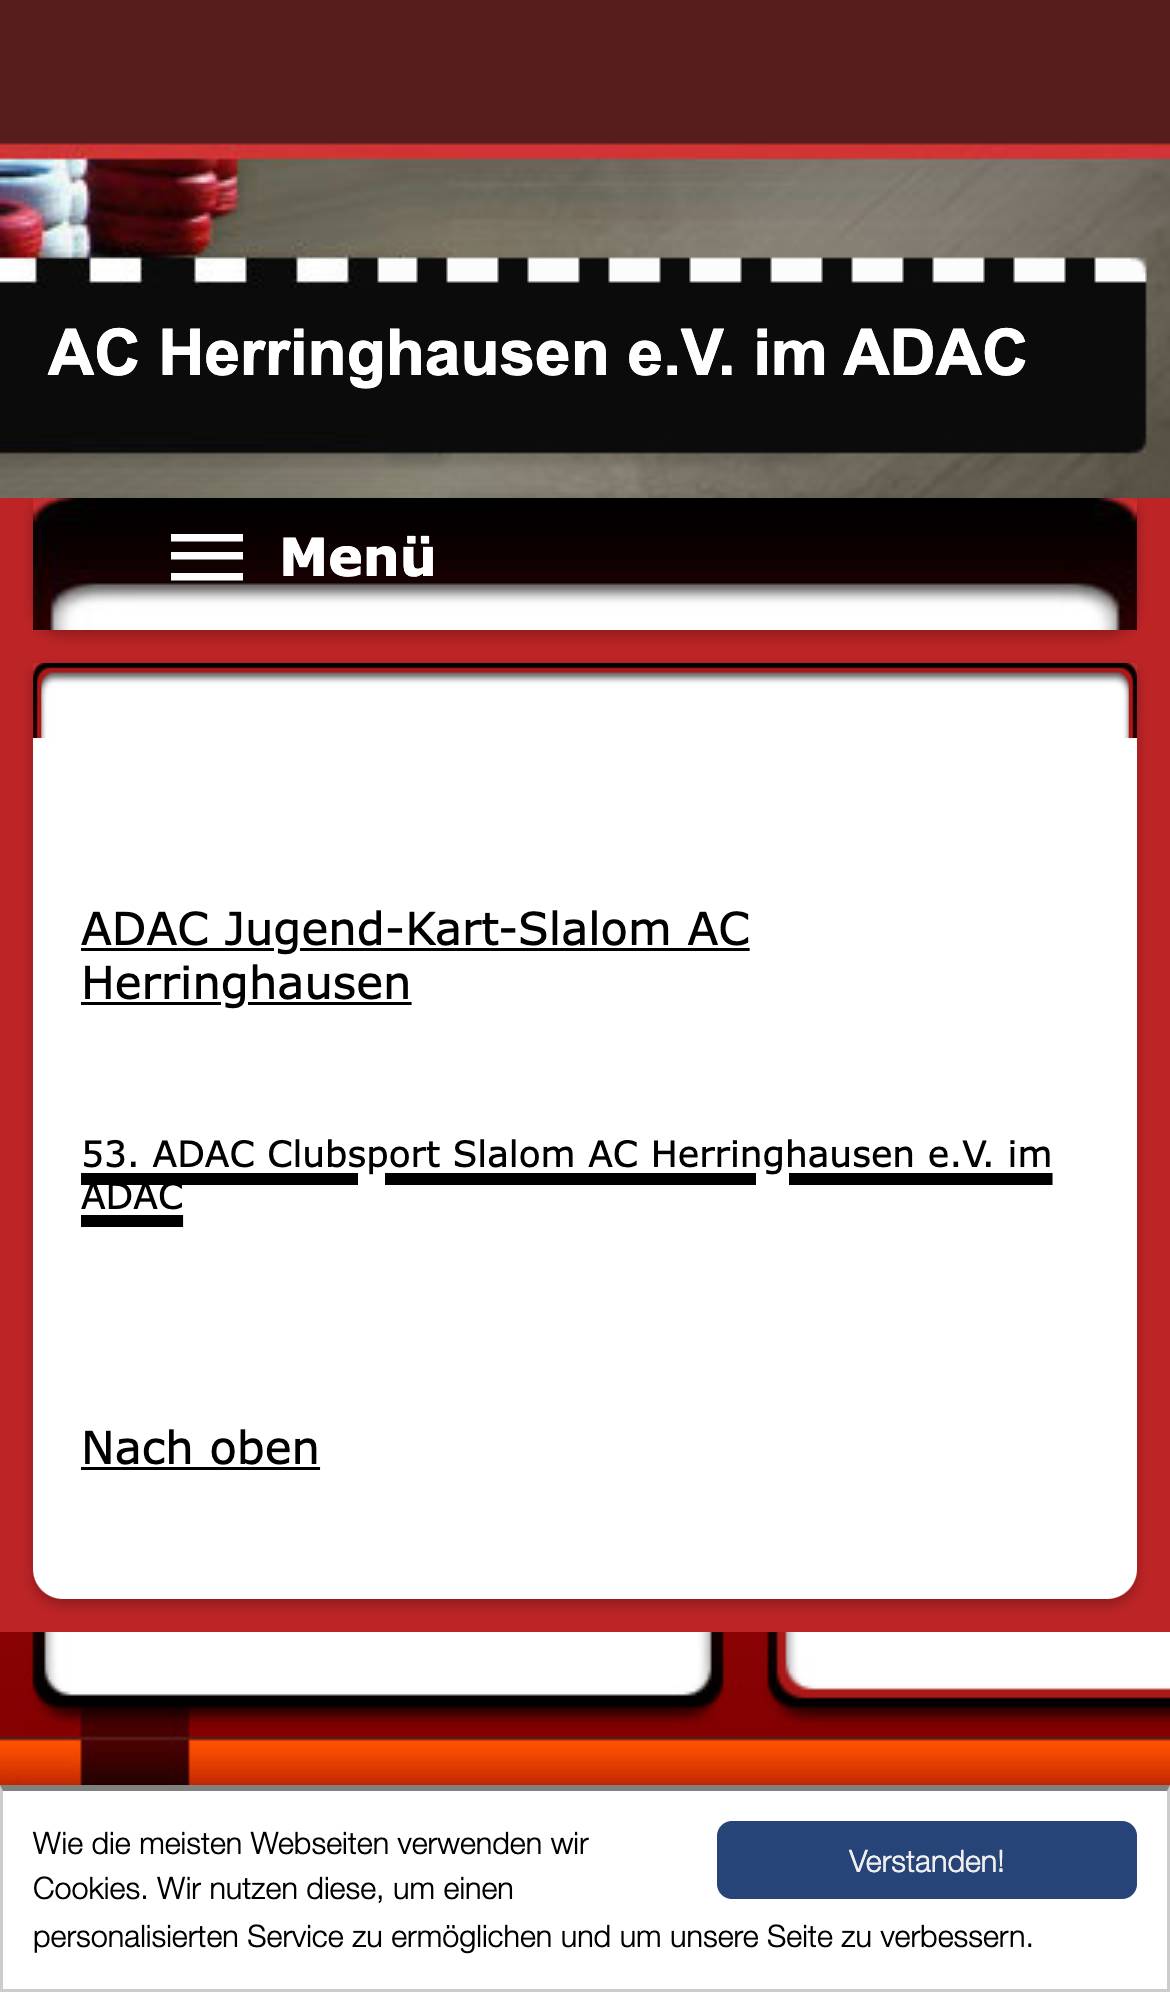 AC Herringhausen e.V. im ADAC
Menü
ADAC Jugend-Kart-Slalom AC
Herringhausen
53. ADAC Clubsport Slalom AC Herringhausen e.V. im
ADAC
Nach oben
Wie die meisten Webseiten verwenden wir
Cookies. Wir nutzen diese, um einen
personalisierten Service zu ermöglichen und um unsere Seite zu verbessern.
Verstanden!